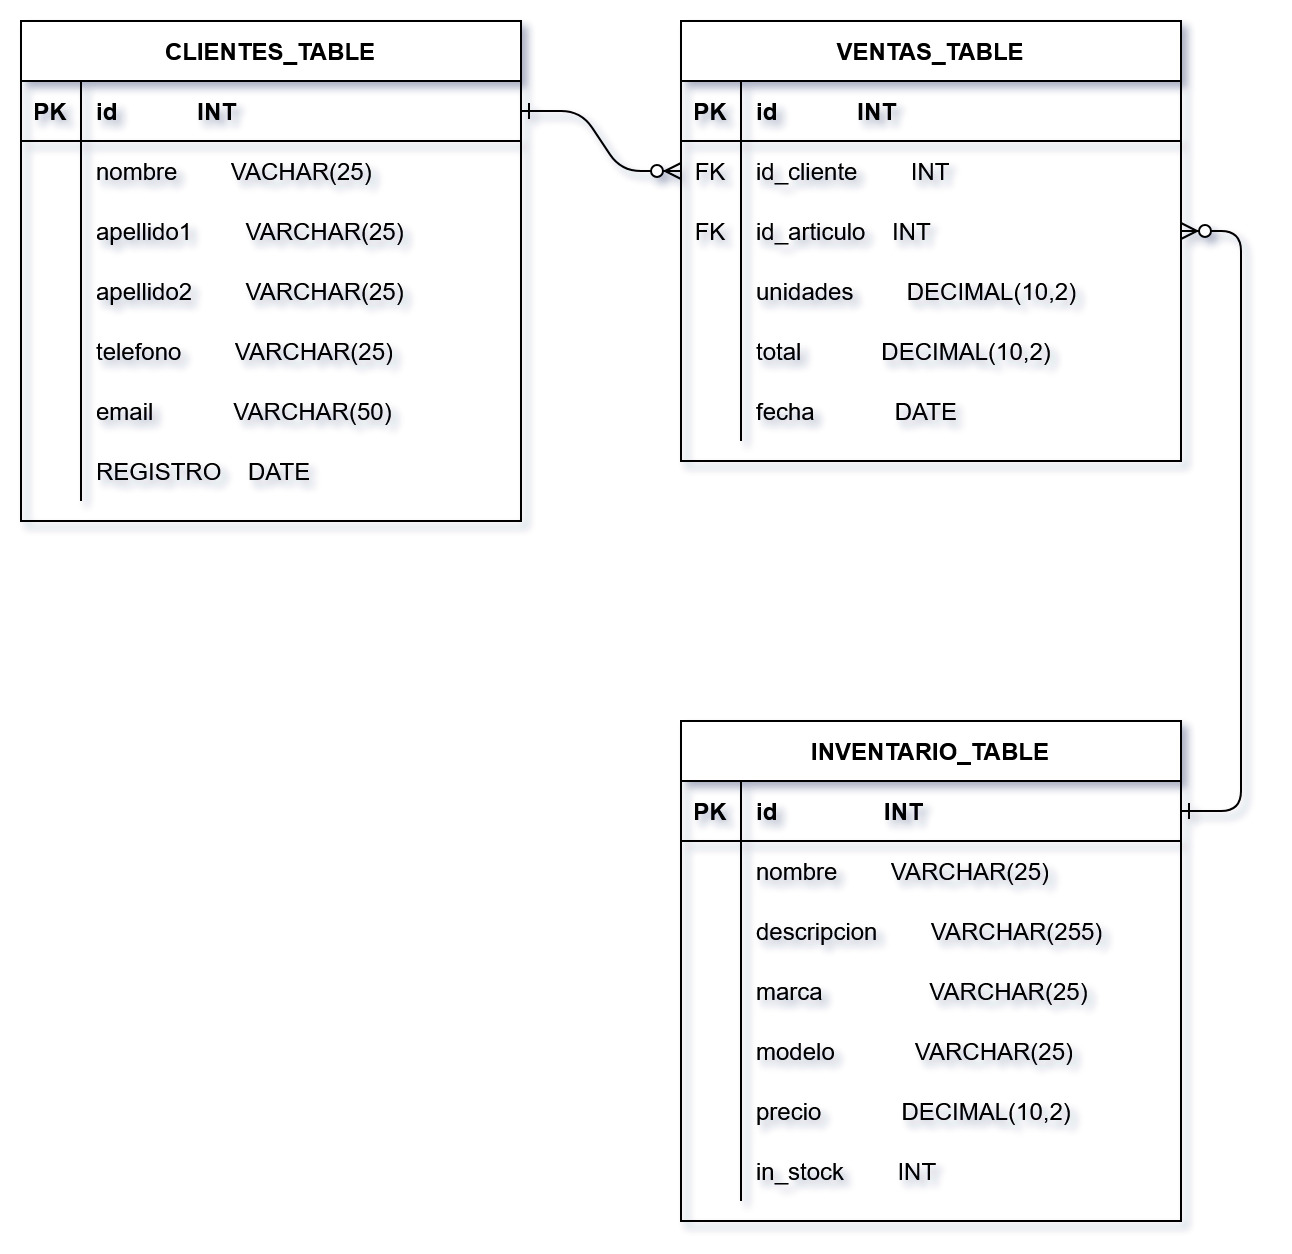 CLIENTES_TABLE
PK id INT
nombre VACHAR(25)
apellido1 VARCHAR(25)
apellido2 VARCHAR(25)
telefono VARCHAR(25)
email VARCHAR(50)
REGISTRO DATE
VENTAS_TABLE
PK id INT
FK id_cliente INT
FK id_articulo INT
unidades DECIMAL(10,2)
total DECIMAL(10,2)
fecha DATE
INVENTARIO_TABLE
PK id INT
nombre VARCHAR(25)
descripcion VARCHAR(255)
marca VARCHAR(25)
modelo VARCHAR(25)
precio DECIMAL(10,2)
in_stock INT